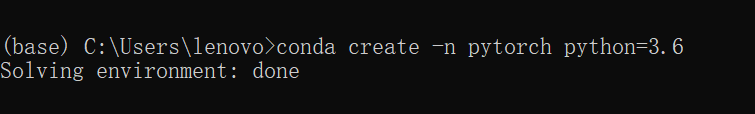 (base) C:\Users\lenovo>conda create -n pytorch python=3.6
Solving environment: done